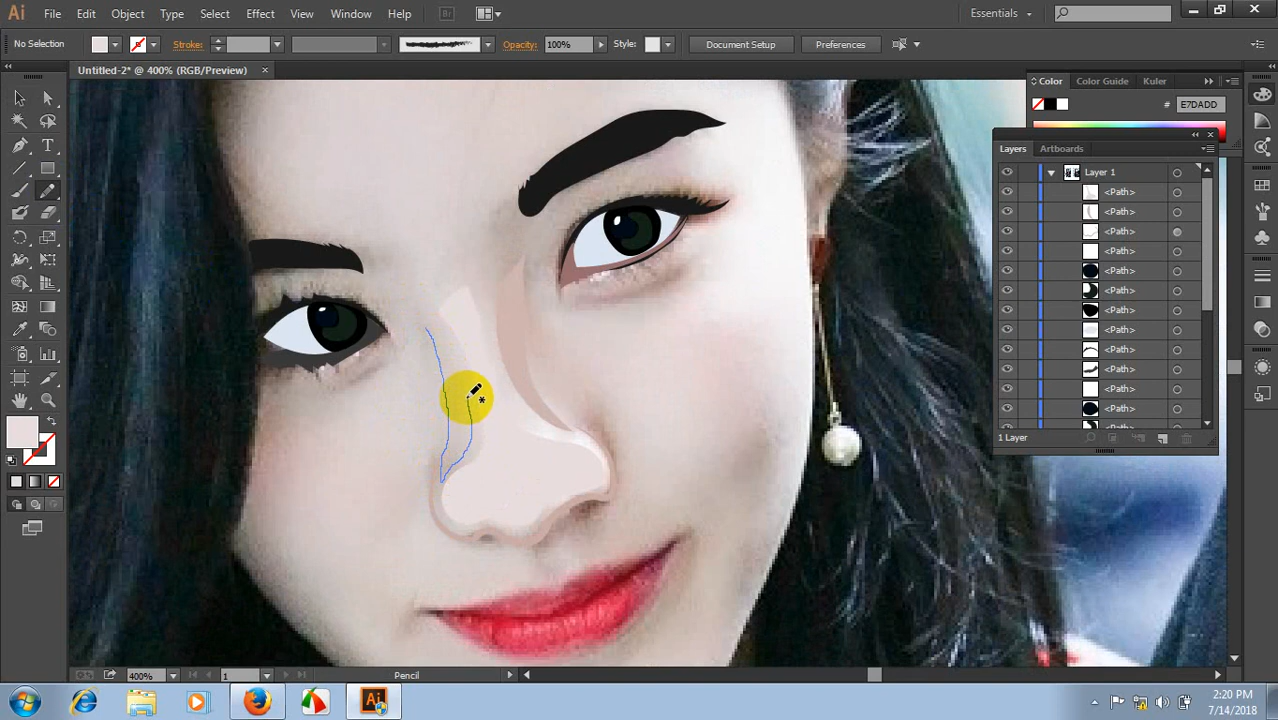 Ai File Edit Object Type Select Effect View Window Help Br Essentials
No Selection Stroke: Opacity: 100% Style: Document Setup Preferences
Untitled-2* @ 400% (RGB/Preview) ×
Color Color Guide Kuler
# E7DADD
Layers Artboards
Layer 1
<Path>
<Path>
<Path>
<Path>
<Path>
<Path>
<Path>
<Path>
<Path>
<Path>
<Path>
<Path>
<Path>
1 Layer
400% 1 Pencil
Ai 2:20 PM
7/14/2018